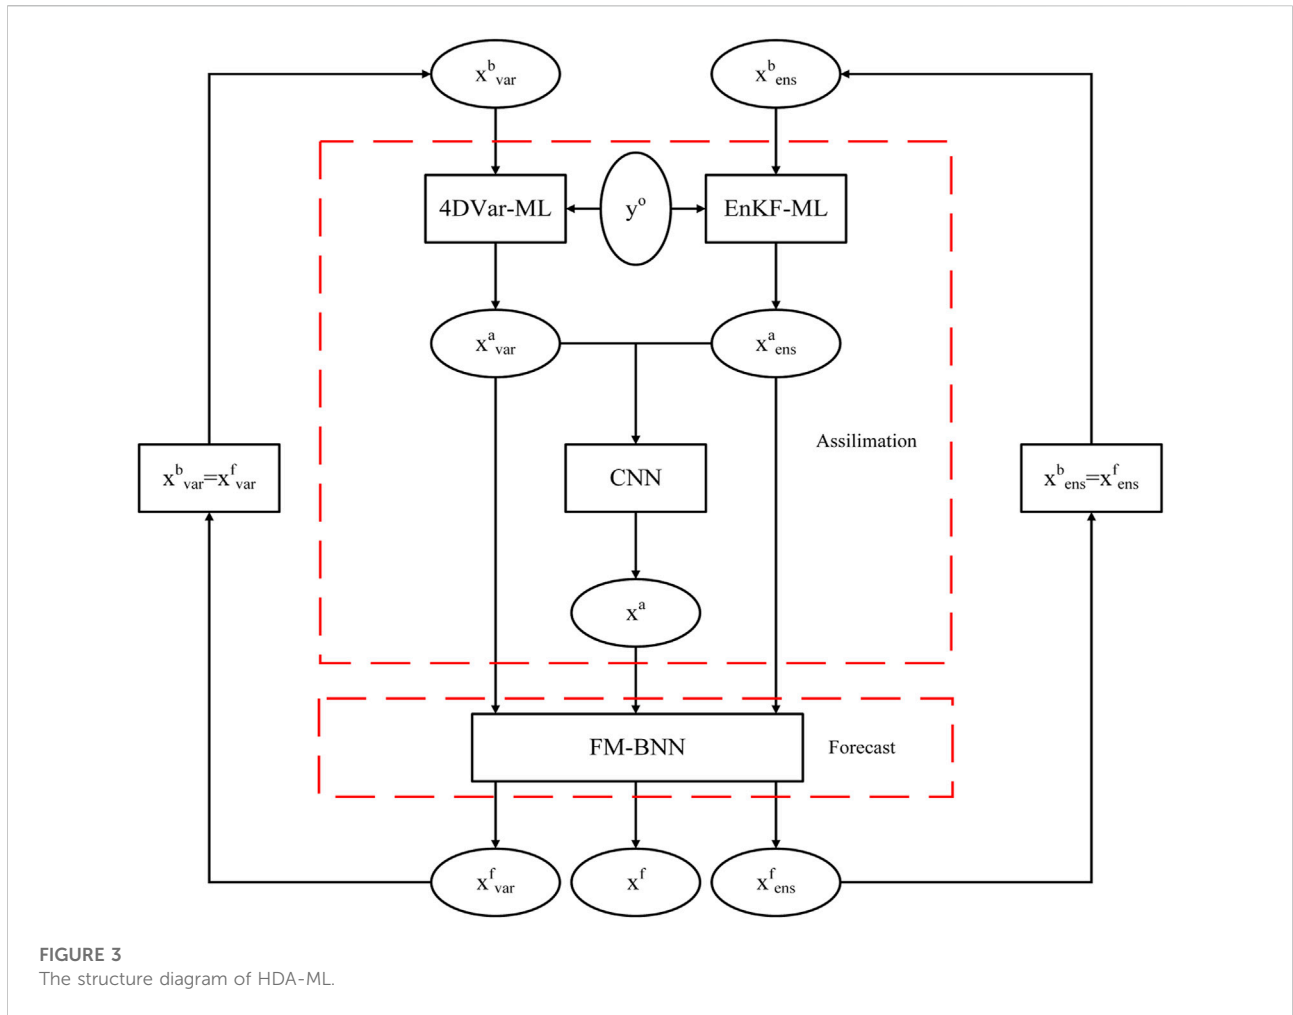 x^b_var
x^b_ens
4DVar-ML
y^o
EnKF-ML
x^a_var
x^a_ens
Assilimation
x^b_var=x^f_var
CNN
x^b_ens=x^f_ens
x^a
FM-BNN
Forecast
x^f_var
x^f
x^f_ens
FIGURE 3
The structure diagram of HDA-ML.